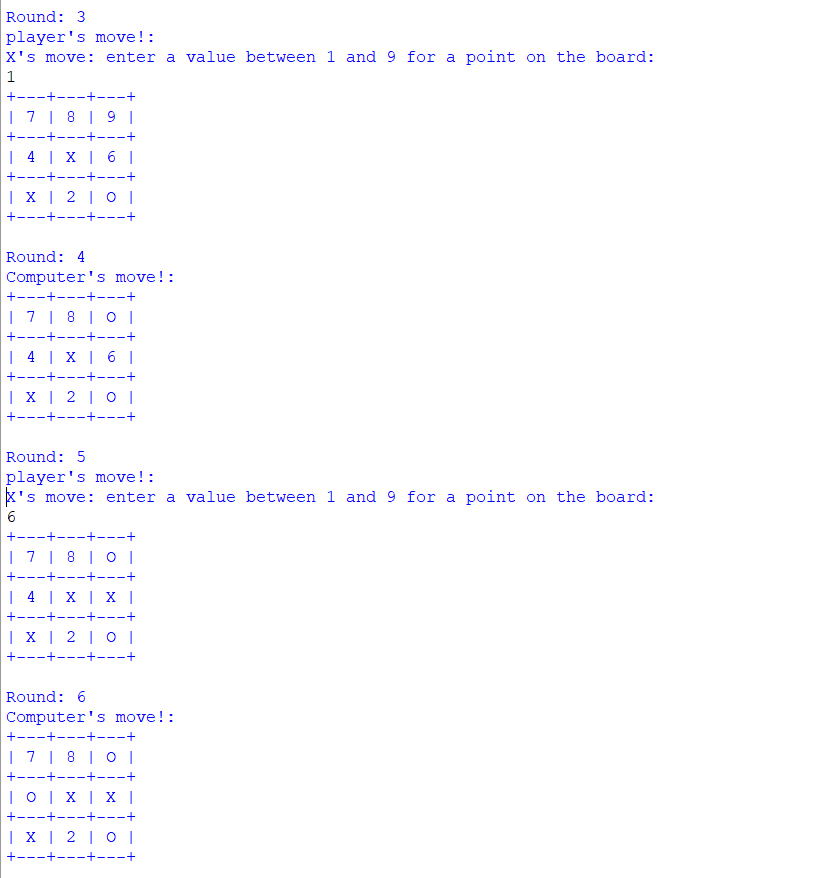 Round: 3
player's move!:
X's move: enter a value between 1 and 9 for a point on the board:
1
+---+---+---+
| 7 | 8 | 9 |
+---+---+---+
| 4 | X | 6 |
+---+---+---+
| X | 2 | O |
+---+---+---+

Round: 4
Computer's move!:
+---+---+---+
| 7 | 8 | O |
+---+---+---+
| 4 | X | 6 |
+---+---+---+
| X | 2 | O |
+---+---+---+

Round: 5
player's move!:
X's move: enter a value between 1 and 9 for a point on the board:
6
+---+---+---+
| 7 | 8 | O |
+---+---+---+
| 4 | X | X |
+---+---+---+
| X | 2 | O |
+---+---+---+

Round: 6
Computer's move!:
+---+---+---+
| 7 | 8 | O |
+---+---+---+
| O | X | X |
+---+---+---+
| X | 2 | O |
+---+---+---+